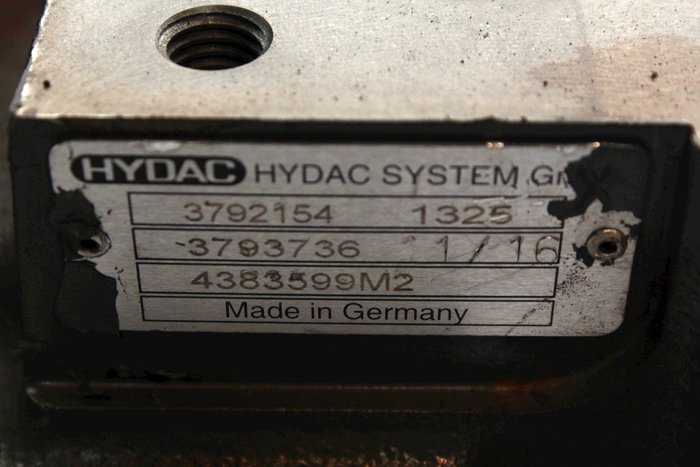 HYDAC HYDAC SYSTEM
3792154 1325
3793736 11/16
4383599M2
Made in Germany